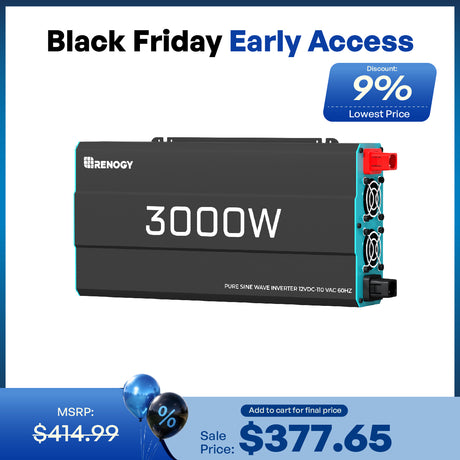 Black Friday Early Access
Discount:
9%
Lowest Price
RENOGY
3000W
PURE SINE WAVE INVERTER 12VDC-110 VAC 60HZ
MSRP:
$414.99
%
Add to cart for final price
Sale
Price:
$377.65